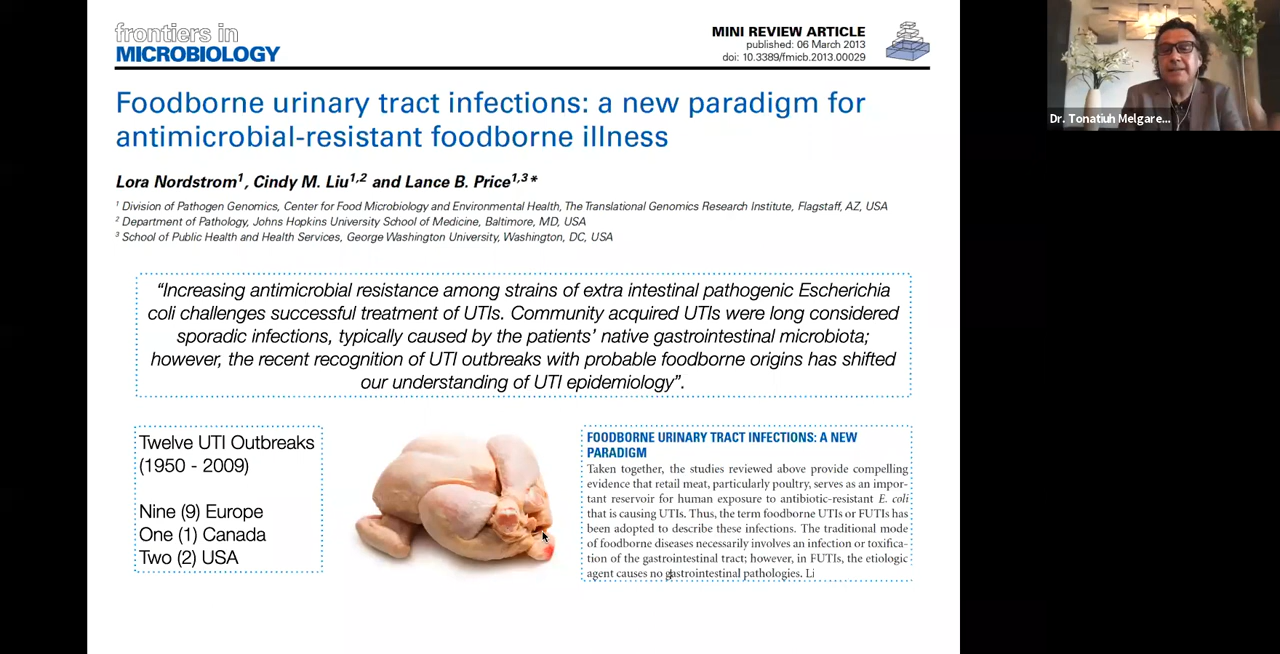 frontiers in
MICROBIOLOGY
MINI REVIEW ARTICLE
published: 06 March 2013
doi: 10.3389/fmicb.2013.00029
Foodborne urinary tract infections: a new paradigm for
antimicrobial-resistant foodborne illness
Lora Nordstrom1, Cindy M. Liu1,2 and Lance B. Price1,3*
1 Division of Pathogen Genomics, Center for Food Microbiology and Environmental Health, The Translational Genomics Research Institute, Flagstaff, AZ, USA
2 Department of Pathology, Johns Hopkins University School of Medicine, Baltimore, MD, USA
3 School of Public Health and Health Services, George Washington University, Washington, DC, USA
“Increasing antimicrobial resistance among strains of extra intestinal pathogenic Escherichia
coli challenges successful treatment of UTIs. Community acquired UTIs were long considered
sporadic infections, typically caused by the patients’ native gastrointestinal microbiota;
however, the recent recognition of UTI outbreaks with probable foodborne origins has shifted
our understanding of UTI epidemiology”.
Twelve UTI Outbreaks
(1950 - 2009)
Nine (9) Europe
One (1) Canada
Two (2) USA
FOODBORNE URINARY TRACT INFECTIONS: A NEW
PARADIGM
Taken together, the studies reviewed above provide compelling
evidence that retail meat, particularly poultry, serves as an impor-
tant reservoir for human exposure to antibiotic-resistant E. coli
that is causing UTIs. Thus, the term foodborne UTIs or FUTIs has
been adopted to describe these infections. The traditional mode
of foodborne diseases necessarily involves an infection or toxifica-
tion of the gastrointestinal tract; however, in FUTIs, the etiologic
agent causes no gastrointestinal pathologies. Li
Dr. Tonatiuh Melgare...